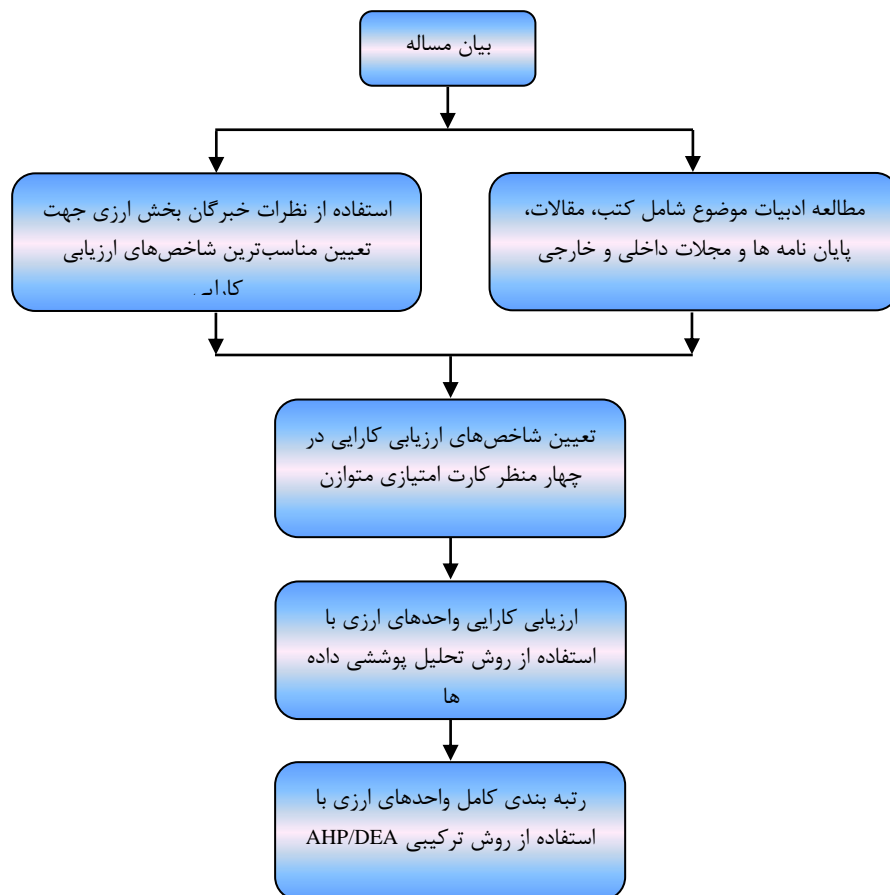 بیان مساله
مطالعه ادبیات موضوع شامل کتب، مقالات،
پایان نامه ها و مجلات داخلی و خارجی
استفاده از نظرات خبرگان بخش ارزی جهت
تعیین مناسب‌ترین شاخص‌های ارزیابی
کارایی
تعیین شاخص‌های ارزیابی کارایی در
چهار منظر کارت امتیازی متوازن
ارزیابی کارایی واحدهای ارزی با
استفاده از روش تحلیل پوششی داده
ها
رتبه بندی کامل واحدهای ارزی با
استفاده از روش ترکیبی AHP/DEA